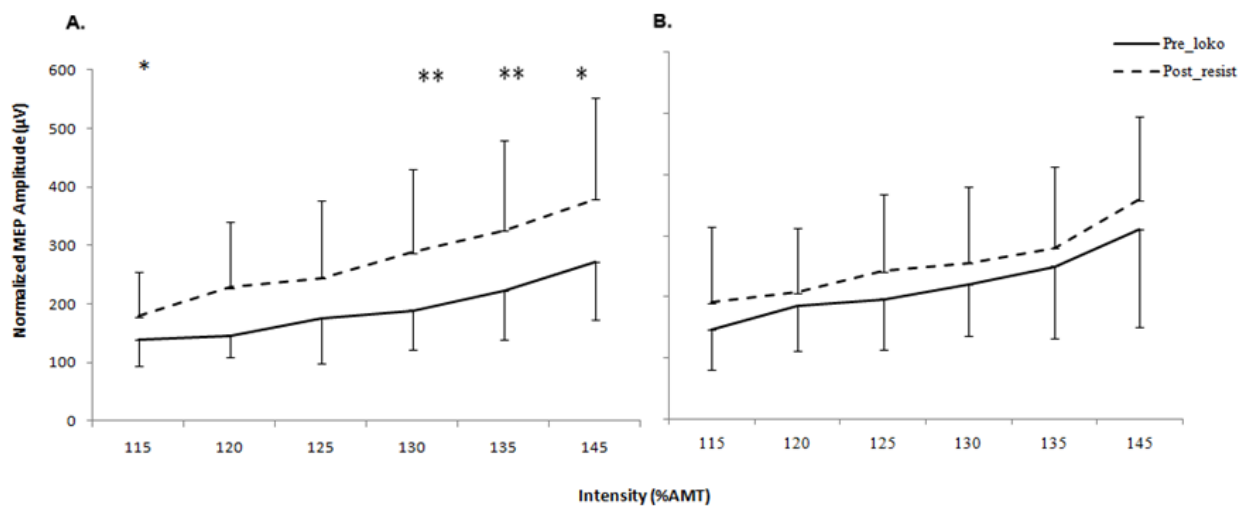 A.
B.
Pre_loko
Post_resist
* ** ** *
Normalized MEP Amplitude (µV)
600
500
400
300
200
100
0
115 120 125 130 135 145
115 120 125 130 135 145
Intensity (%AMT)